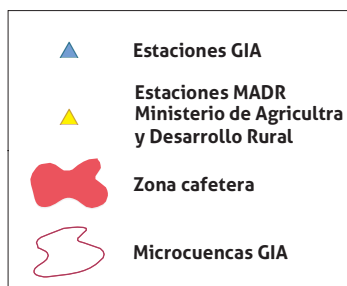 Estaciones GIA
Estaciones MADR
Ministerio de Agricultra
y Desarrollo Rural
Zona cafetera
Microcuencas GIA